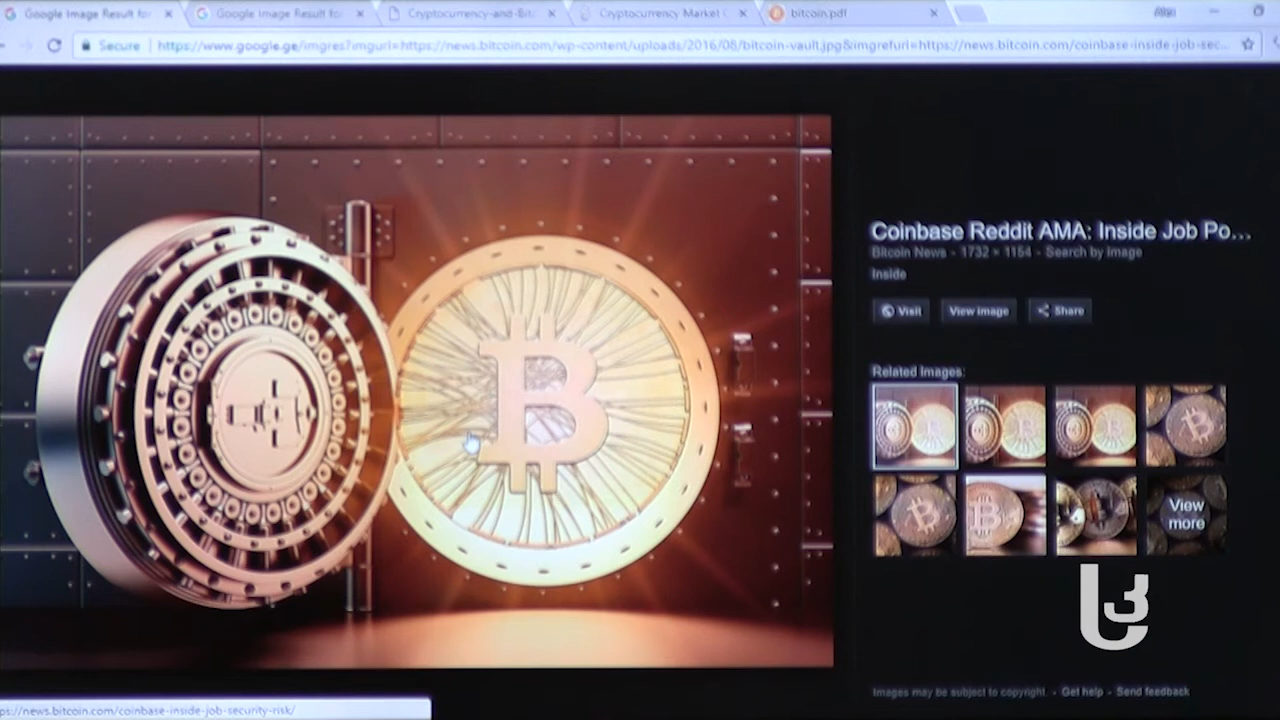 Google Image Result for
Google Image Result for
Cryptocurrency-and-Bit
Cryptocurrency Market
bitcoin.pdf
Secure
https://www.google.ge/imgres?imgurl=https://news.bitcoin.com/wp-content/uploads/2016/08/bitcoin-vault.jpg&imgrefurl=https://news.bitcoin.com/coinbase-inside-job-sec...
Coinbase Reddit AMA: Inside Job Po...
Bitcoin News - 1732 × 1154 - Search by image
Inside
Visit
View image
Share
Related images:
View
more
Images may be subject to copyright. - Get help - Send feedback
ps://news.bitcoin.com/coinbase-inside-job-security-risk/